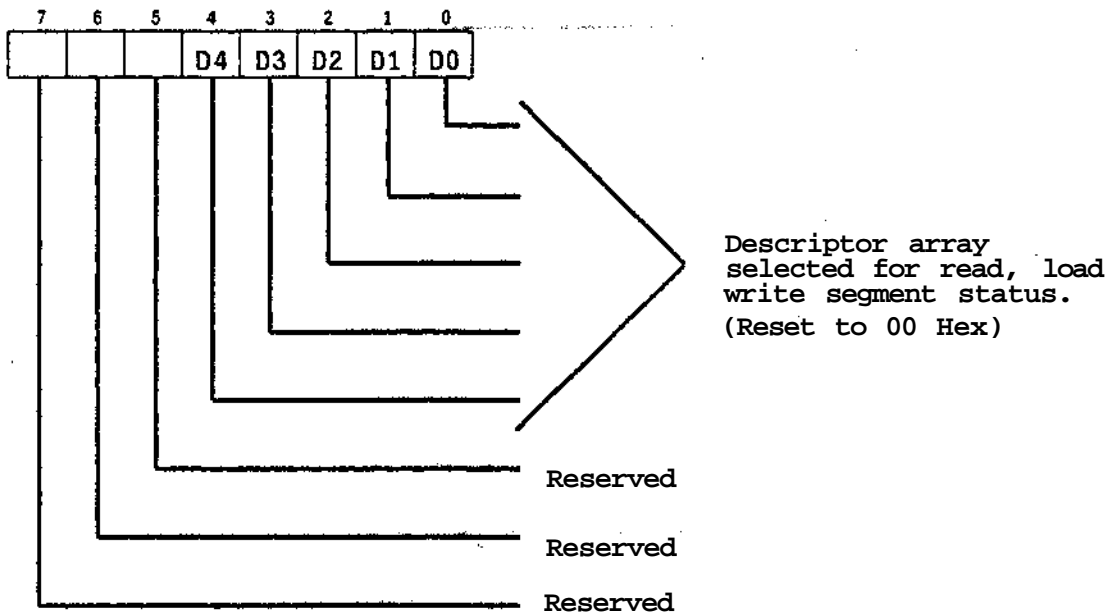 7 6 5 4 3 2 1 0
D4 D3 D2 D1 D0
Descriptor array
selected for read, load
write segment status.
(Reset to 00 Hex)
Reserved
Reserved
Reserved